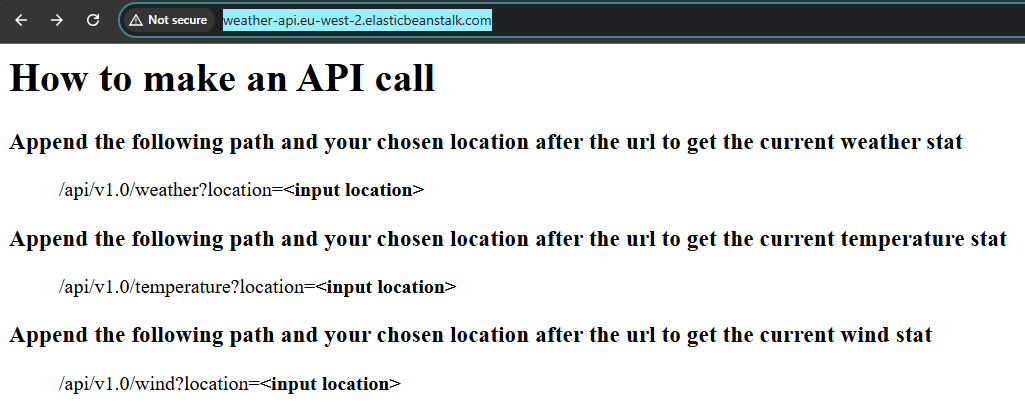 Not secure weather-api.eu-west-2.elasticbeanstalk.com
How to make an API call
Append the following path and your chosen location after the url to get the current weather stat
/api/v1.0/weather?location=<input location>
Append the following path and your chosen location after the url to get the current temperature stat
/api/v1.0/temperature?location=<input location>
Append the following path and your chosen location after the url to get the current wind stat
/api/v1.0/wind?location=<input location>